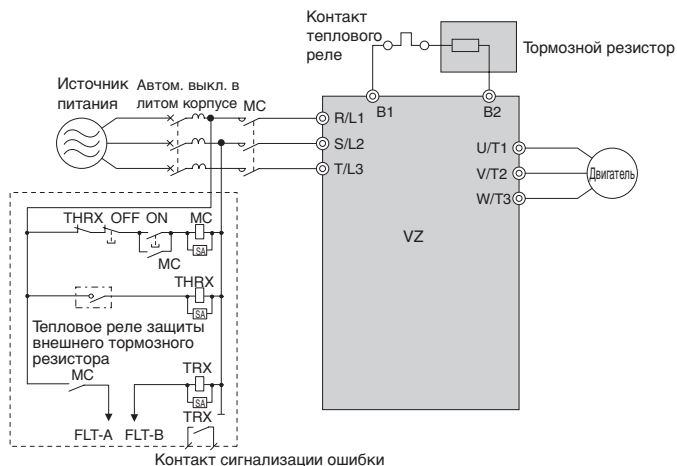 Контакт
теплового
реле
Тормозной резистор
Источник
питания
Автом. выкл. в
литом корпусе
MC
B1
B2
R/L1
S/L2
T/L3
U/T1
V/T2
W/T3
Двигатель
VZ
THRX OFF ON MC
SA
MC
THRX
SA
Тепловое реле защиты
внешнего тормозного
резистора
MC
TRX
SA
TRX
FLT-A FLT-B
Контакт сигнализации ошибки